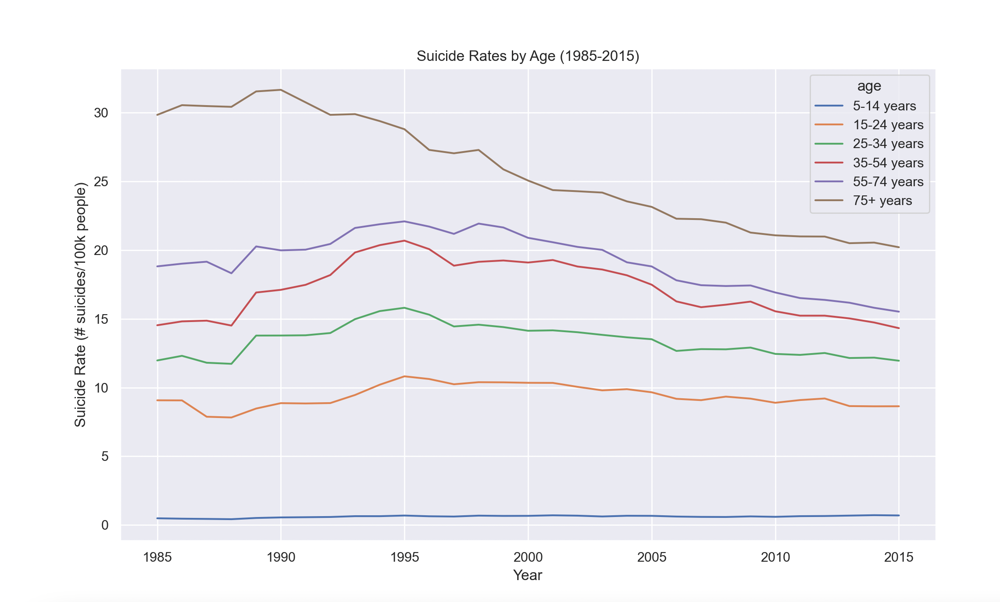 Suicide Rates by Age (1985-2015)
age
5-14 years
15-24 years
25-34 years
35-54 years
55-74 years
75+ years
Suicide Rate (# suicides/100k people)
30
25
20
15
10
5
0
1985 1990 1995 2000 2005 2010 2015
Year